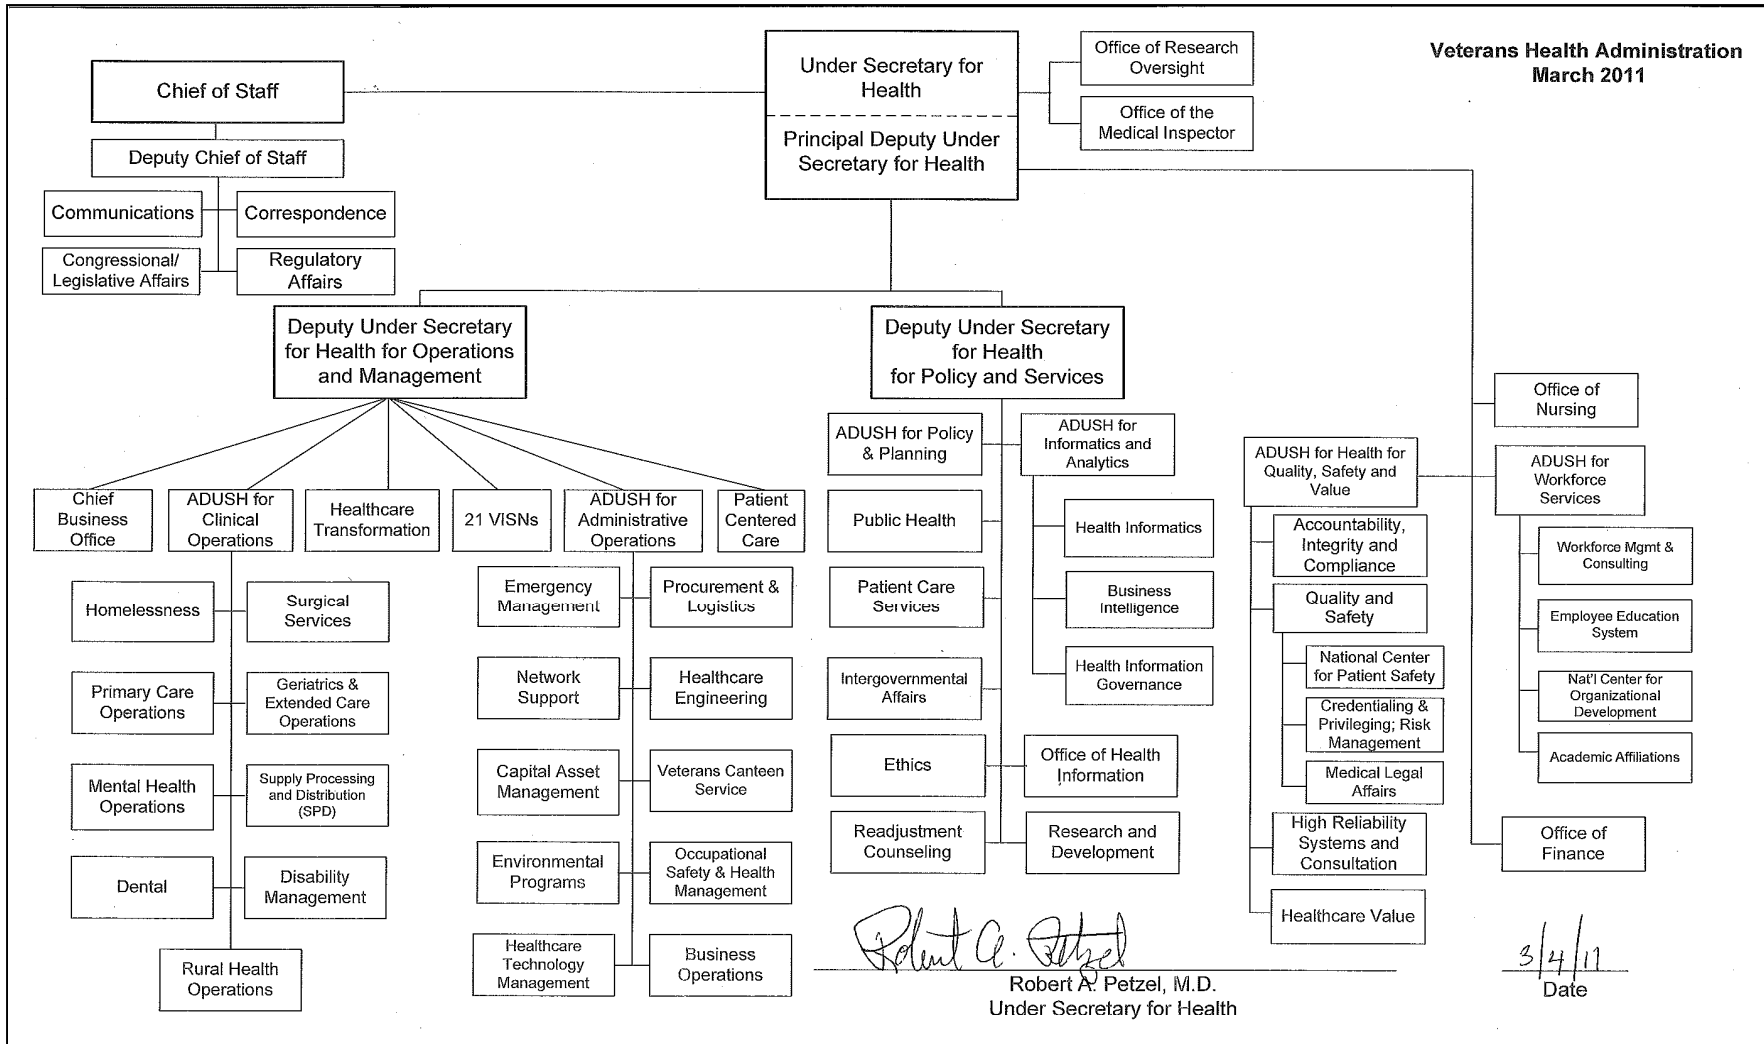 Veterans Health Administration
March 2011
Under Secretary for
Health
Principal Deputy Under
Secretary for Health
Office of Research
Oversight
Office of the
Medical Inspector
Chief of Staff
Deputy Chief of Staff
Communications
Correspondence
Congressional/
Legislative Affairs
Regulatory
Affairs
Deputy Under Secretary
for Health for Operations
and Management
Deputy Under Secretary
for Health
for Policy and Services
Chief
Business
Office
ADUSH for
Clinical
Operations
Healthcare
Transformation
21 VISNs
ADUSH for
Administrative
Operations
Patient
Centered
Care
Homelessness
Surgical
Services
Primary Care
Operations
Geriatrics &
Extended Care
Operations
Mental Health
Operations
Supply Processing
and Distribution
(SPD)
Dental
Disability
Management
Rural Health
Operations
Emergency
Management
Procurement &
Logistics
Network
Support
Healthcare
Engineering
Capital Asset
Management
Veterans Canteen
Service
Environmental
Programs
Occupational
Safety & Health
Management
Healthcare
Technology
Management
Business
Operations
ADUSH for Policy
& Planning
ADUSH for
Informatics and
Analytics
Public Health
Health Informatics
Patient Care
Services
Business
Intelligence
Intergovernmental
Affairs
Health Information
Governance
Ethics
Office of Health
Information
Readjustment
Counseling
Research and
Development
ADUSH for Health for
Quality, Safety and
Value
Accountability,
Integrity and
Compliance
Quality and
Safety
National Center
for Patient Safety
Credentialing &
Privileging; Risk
Management
Medical Legal
Affairs
High Reliability
Systems and
Consultation
Healthcare Value
Office of
Nursing
ADUSH for
Workforce
Services
Workforce Mgmt &
Consulting
Employee Education
System
Nat'l Center for
Organizational
Development
Academic Affiliations
Office of
Finance
Robert A. Petzel
Robert A. Petzel, M.D.
Under Secretary for Health
3/4/11
Date